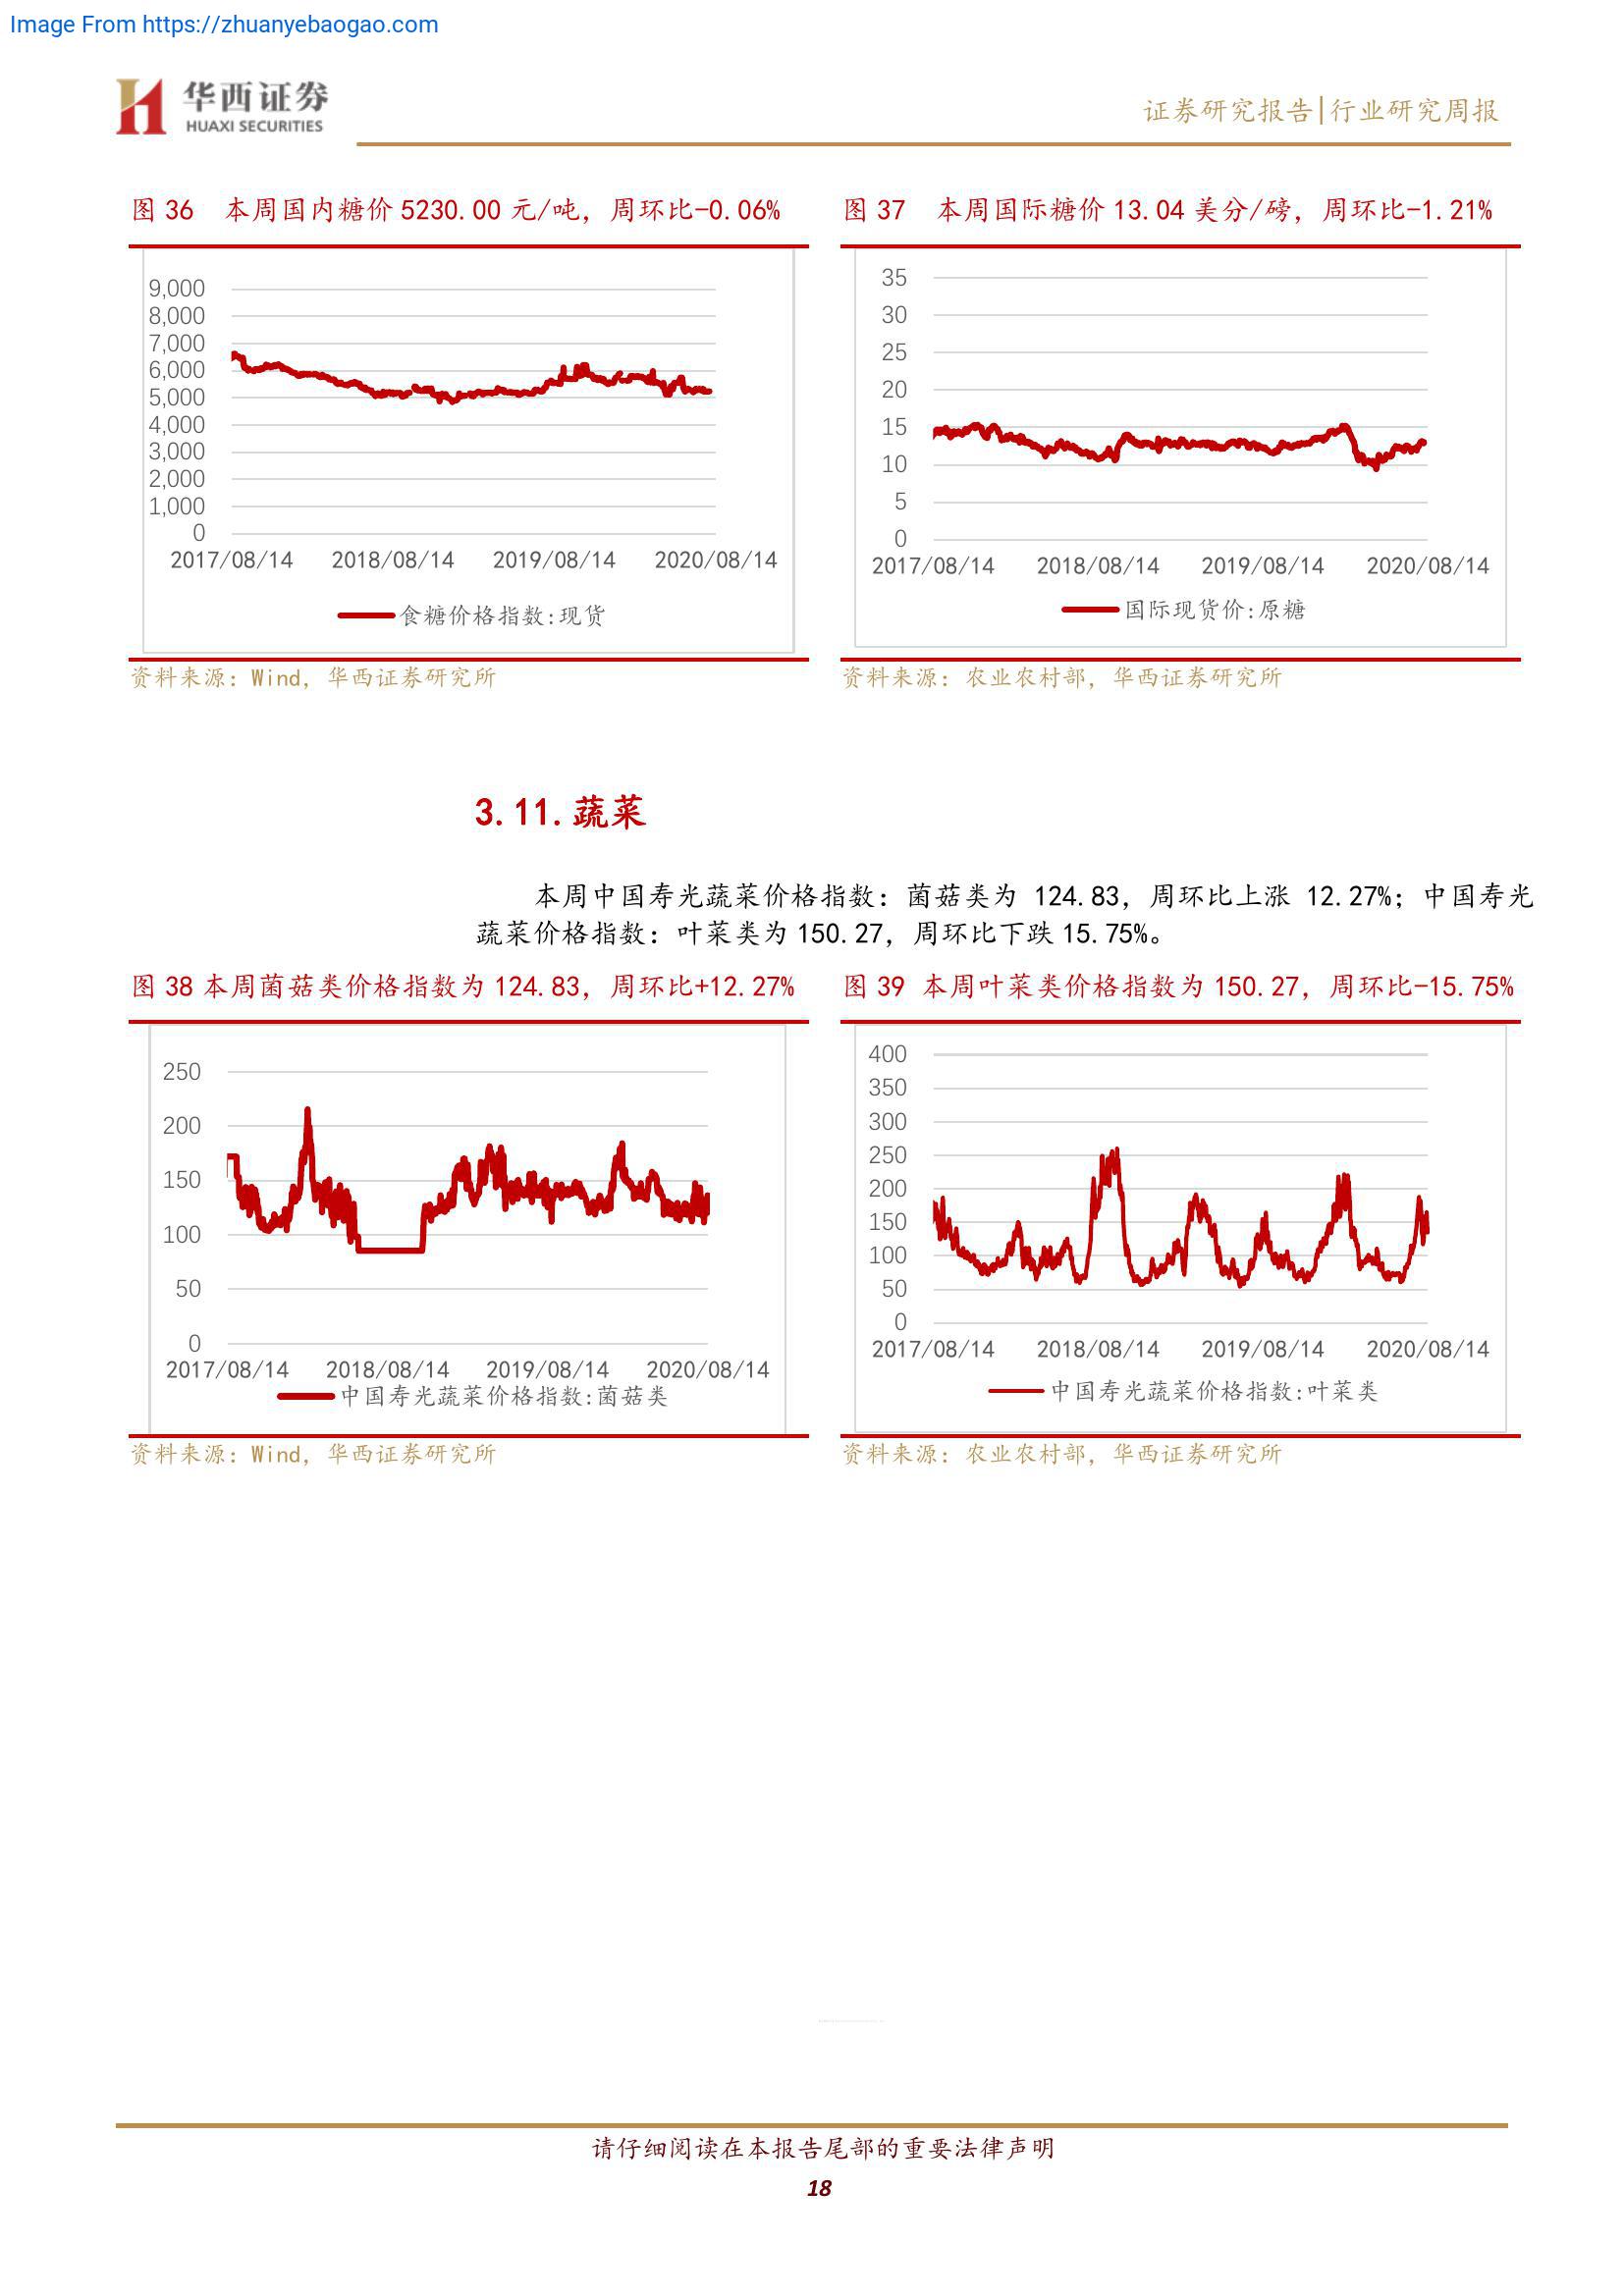 Image From https://zhuanyebaogao.com
华西证券
HUAXI SECURITIES
证券研究报告|行业研究周报
图 36 本周国内糖价 5230.00 元/吨，周环比-0.06%
9,000
8,000
7,000
6,000
5,000
4,000
3,000
2,000
1,000
0
2017/08/14 2018/08/14 2019/08/14 2020/08/14
食糖价格指数:现货
资料来源：Wind，华西证券研究所
图 37 本周国际糖价 13.04 美分/磅，周环比-1.21%
35
30
25
20
15
10
5
0
2017/08/14 2018/08/14 2019/08/14 2020/08/14
国际现货价:原糖
资料来源：农业农村部，华西证券研究所
3.11.蔬菜
本周中国寿光蔬菜价格指数：菌菇类为 124.83，周环比上涨 12.27%；中国寿光
蔬菜价格指数：叶菜类为 150.27，周环比下跌 15.75%。
图 38 本周菌菇类价格指数为 124.83，周环比+12.27%
250
200
150
100
50
0
2017/08/14 2018/08/14 2019/08/14 2020/08/14
中国寿光蔬菜价格指数:菌菇类
资料来源：Wind，华西证券研究所
图 39 本周叶菜类价格指数为 150.27，周环比-15.75%
400
350
300
250
200
150
100
50
0
2017/08/14 2018/08/14 2019/08/14 2020/08/14
中国寿光蔬菜价格指数:叶菜类
资料来源：农业农村部，华西证券研究所
请仔细阅读在本报告尾部的重要法律声明
18